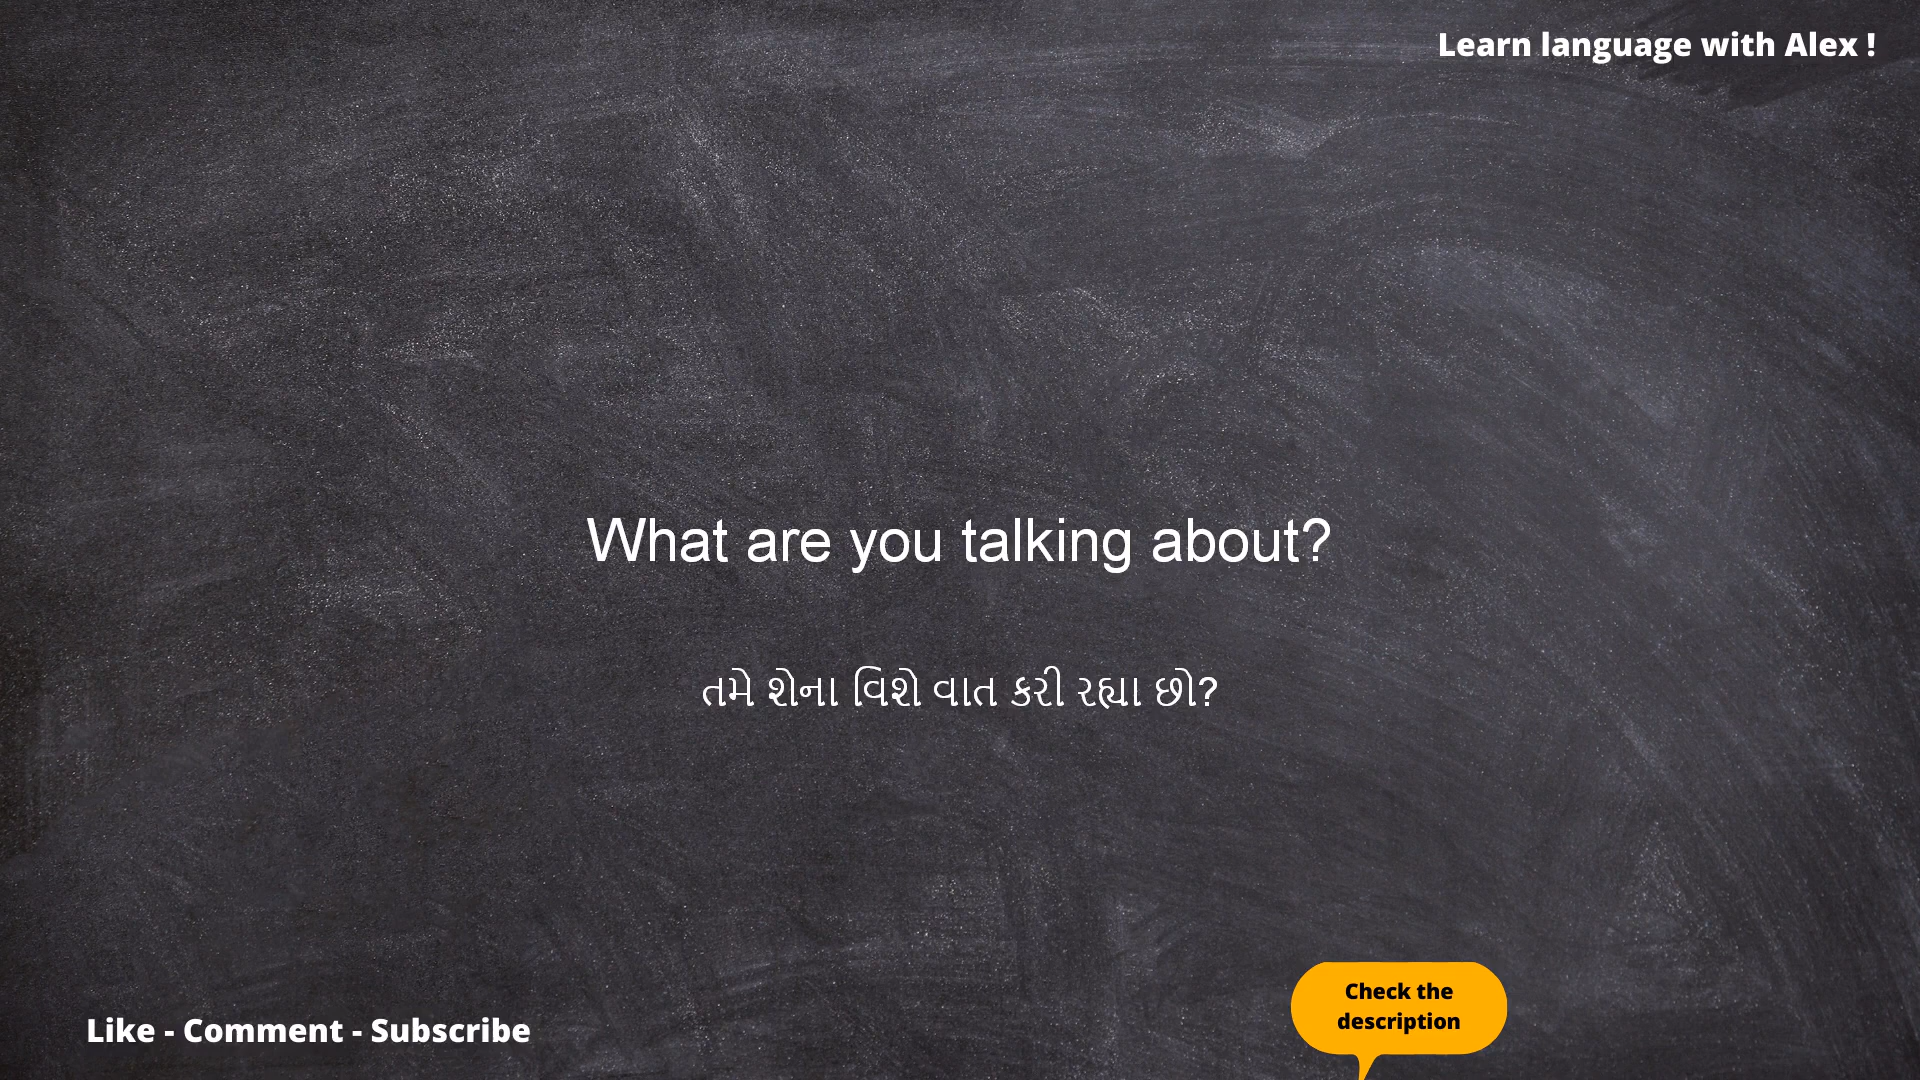 Learn language with Alex !
What are you talking about?
તમે શેના વિશે વાત કરી રહ્યા છો?
Check the
description
Like - Comment - Subscribe